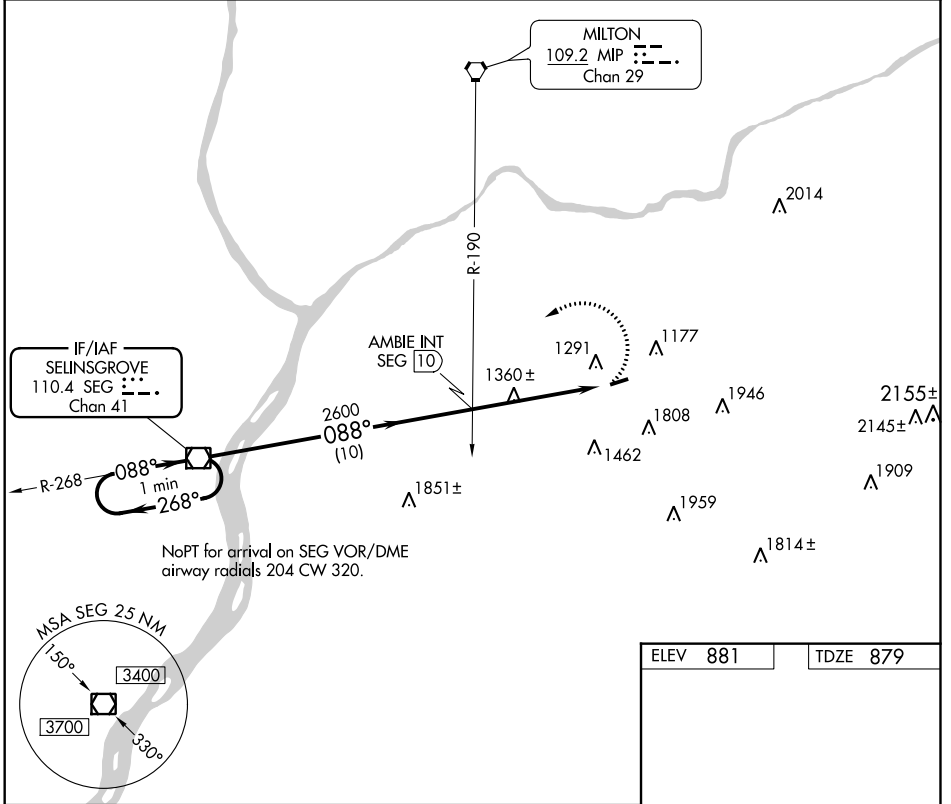 MILTON
109.2 MIP
Chan 29
2014
R-190
IF/IAF
SELINSGROVE
110.4 SEG
Chan 41
AMBIE INT
SEG 10
1291
1177
1360±
2600
088°
(10)
1946
2155±
2145±
1808
1462
R-268
088°
1 min
268°
1851±
1909
1959
1814±
NoPT for arrival on SEG VOR/DME
airway radials 204 CW 320.
MSA SEG 25 NM
150°
3400
3700
330°
ELEV 881
TDZE 879